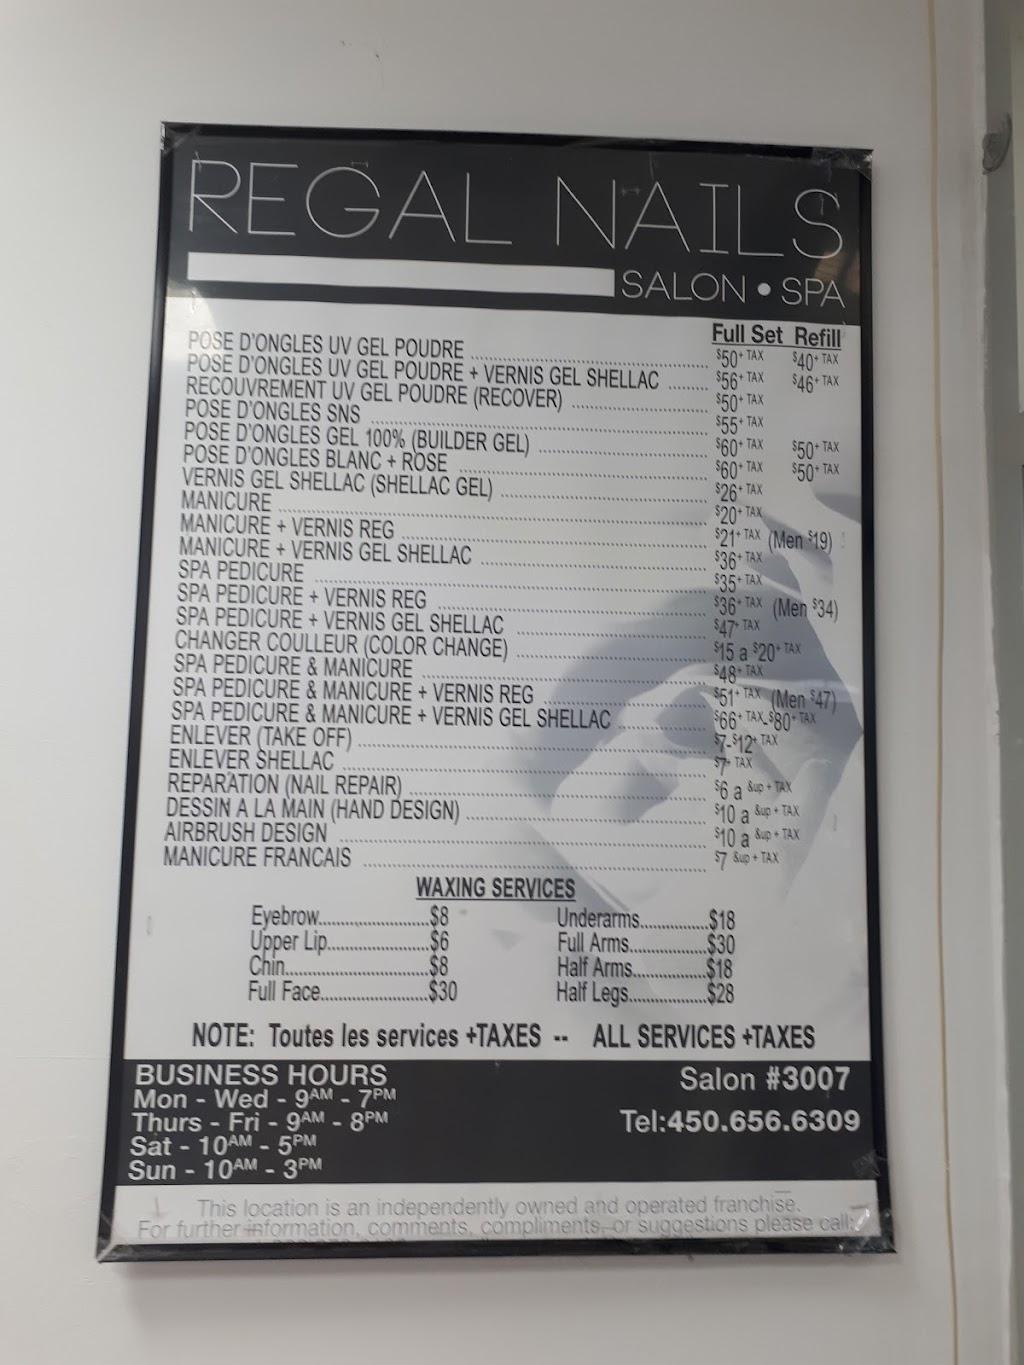 REGAL NAILS
SALON • SPA
Full Set Refill
POSE D'ONGLES UV GEL POUDRE $50+ TAX $40+ TAX
POSE D'ONGLES UV GEL POUDRE + VERNIS GEL SHELLAC $56+ TAX $46+ TAX
RECOUVREMENT UV GEL POUDRE (RECOVER) $50+ TAX
POSE D'ONGLES SNS $55+ TAX
POSE D'ONGLES GEL 100% (BUILDER GEL) $60+ TAX $50+ TAX
POSE D'ONGLES BLANC + ROSE $60+ TAX $50+ TAX
VERNIS GEL SHELLAC (SHELLAC GEL) $26+ TAX
MANICURE $20+ TAX
MANICURE + VERNIS REG $21+ TAX (Men $19)
MANICURE + VERNIS GEL SHELLAC $36+ TAX
SPA PEDICURE $35+ TAX
SPA PEDICURE + VERNIS REG $36+ TAX (Men $34)
SPA PEDICURE + VERNIS GEL SHELLAC $47+ TAX
CHANGER COULLEUR (COLOR CHANGE) $15 a $20+ TAX
SPA PEDICURE & MANICURE $48+ TAX
SPA PEDICURE & MANICURE + VERNIS REG $51+ TAX (Men $47)
SPA PEDICURE & MANICURE + VERNIS GEL SHELLAC $66+ TAX-$80+ TAX
ENLEVER (TAKE OFF) $7-$12+ TAX
ENLEVER SHELLAC $7+ TAX
REPARATION (NAIL REPAIR) $6 a &up + TAX
DESSIN A LA MAIN (HAND DESIGN) $10 a &up + TAX
AIRBRUSH DESIGN $10 a &up + TAX
MANICURE FRANCAIS $7 &up + TAX
WAXING SERVICES
Eyebrow $8 Underarms $18
Upper Lip $6 Full Arms $30
Chin $8 Half Arms $18
Full Face $30 Half Legs $28
NOTE: Toutes les services +TAXES -- ALL SERVICES +TAXES
BUSINESS HOURS
Mon - Wed - 9AM - 7PM
Thurs - Fri - 9AM - 8PM
Sat - 10AM - 5PM
Sun - 10AM - 3PM
Salon #3007
Tel:450.656.6309
This location is an independently owned and operated franchise.
For further information, comments, compliments, or suggestions please call: